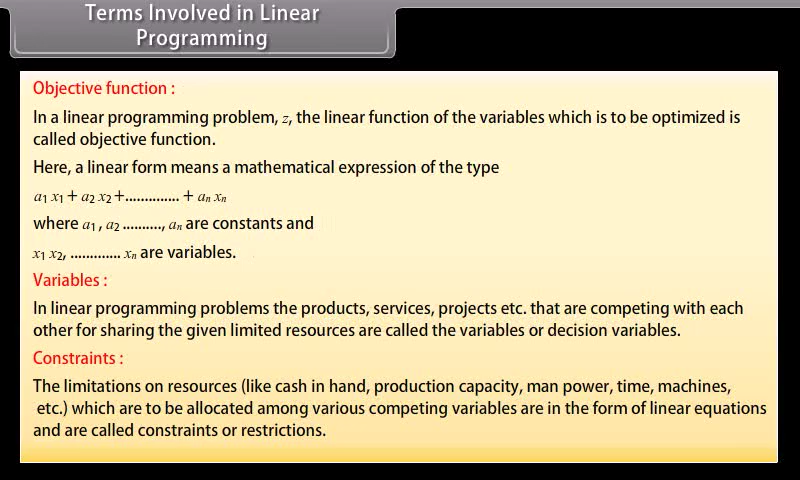 Terms Involved in Linear
Programming
Objective function :
In a linear programming problem, z, the linear function of the variables which is to be optimized is
called objective function.
Here, a linear form means a mathematical expression of the type
a1 x1 + a2 x2 +.............. + an xn
where a1 , a2 .........., an are constants and
x1 x2, ............. xn are variables.
Variables :
In linear programming problems the products, services, projects etc. that are competing with each
other for sharing the given limited resources are called the variables or decision variables.
Constraints :
The limitations on resources (like cash in hand, production capacity, man power, time, machines,
etc.) which are to be allocated among various competing variables are in the form of linear equations
and are called constraints or restrictions.